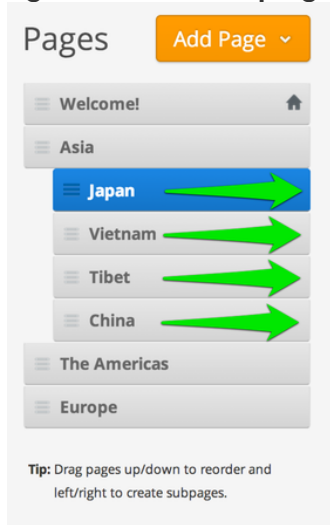 Pages
Add Page
Welcome!
Asia
Japan
Vietnam
Tibet
China
The Americas
Europe
Tip: Drag pages up/down to reorder and
left/right to create subpages.